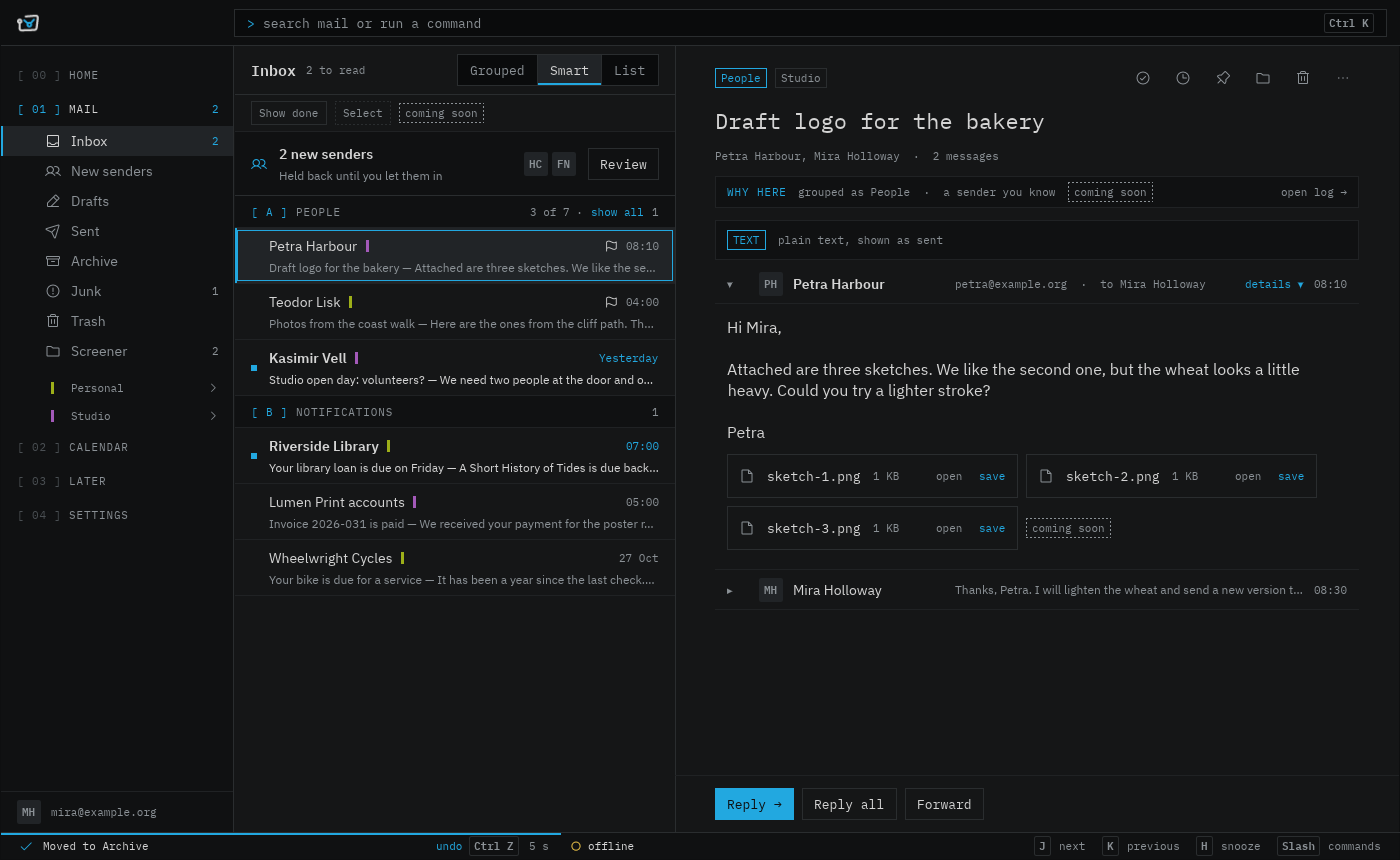 > search mail or run a command Ctrl K
[ 00 ] HOME
[ 01 ] MAIL 2
Inbox 2
New senders
Drafts
Sent
Archive
Junk 1
Trash
Screener 2
Personal
Studio
[ 02 ] CALENDAR
[ 03 ] LATER
[ 04 ] SETTINGS
MH mira@example.org
Inbox 2 to read Grouped Smart List
Show done Select coming soon
2 new senders
Held back until you let them in
HC FN Review
[ A ] PEOPLE 3 of 7 · show all 1
Petra Harbour 08:10
Draft logo for the bakery — Attached are three sketches. We like the se…
Teodor Lisk 04:00
Photos from the coast walk — Here are the ones from the cliff path. Th…
Kasimir Vell Yesterday
Studio open day: volunteers? — We need two people at the door and o…
[ B ] NOTIFICATIONS 1
Riverside Library 07:00
Your library loan is due on Friday — A Short History of Tides is due back…
Lumen Print accounts 05:00
Invoice 2026-031 is paid — We received your payment for the poster r…
Wheelwright Cycles 27 Oct
Your bike is due for a service — It has been a year since the last check.…
People Studio
Draft logo for the bakery
Petra Harbour, Mira Holloway · 2 messages
WHY HERE grouped as People · a sender you know coming soon open log →
TEXT plain text, shown as sent
▾ PH Petra Harbour petra@example.org · to Mira Holloway details ▾ 08:10
Hi Mira,
Attached are three sketches. We like the second one, but the wheat looks a little
heavy. Could you try a lighter stroke?
Petra
sketch-1.png 1 KB open save
sketch-2.png 1 KB open save
sketch-3.png 1 KB open save
coming soon
▸ MH Mira Holloway Thanks, Petra. I will lighten the wheat and send a new version t… 08:30
Reply → Reply all Forward
Moved to Archive undo Ctrl Z 5 s offline
J next K previous H snooze Slash commands